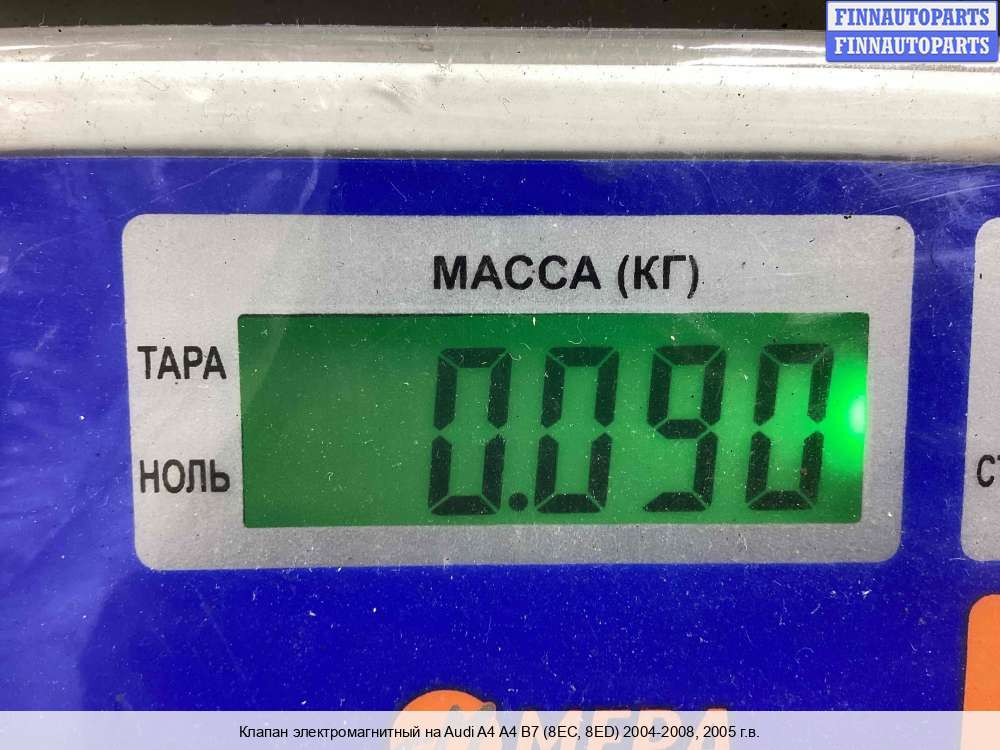 FINNAUTOPARTS
FINNAUTOPARTS
МАССА (КГ)
ТАРА
0.090
НОЛЬ
Клапан электромагнитный на Audi A4 A4 B7 (8EC, 8ED) 2004-2008, 2005 г.в.